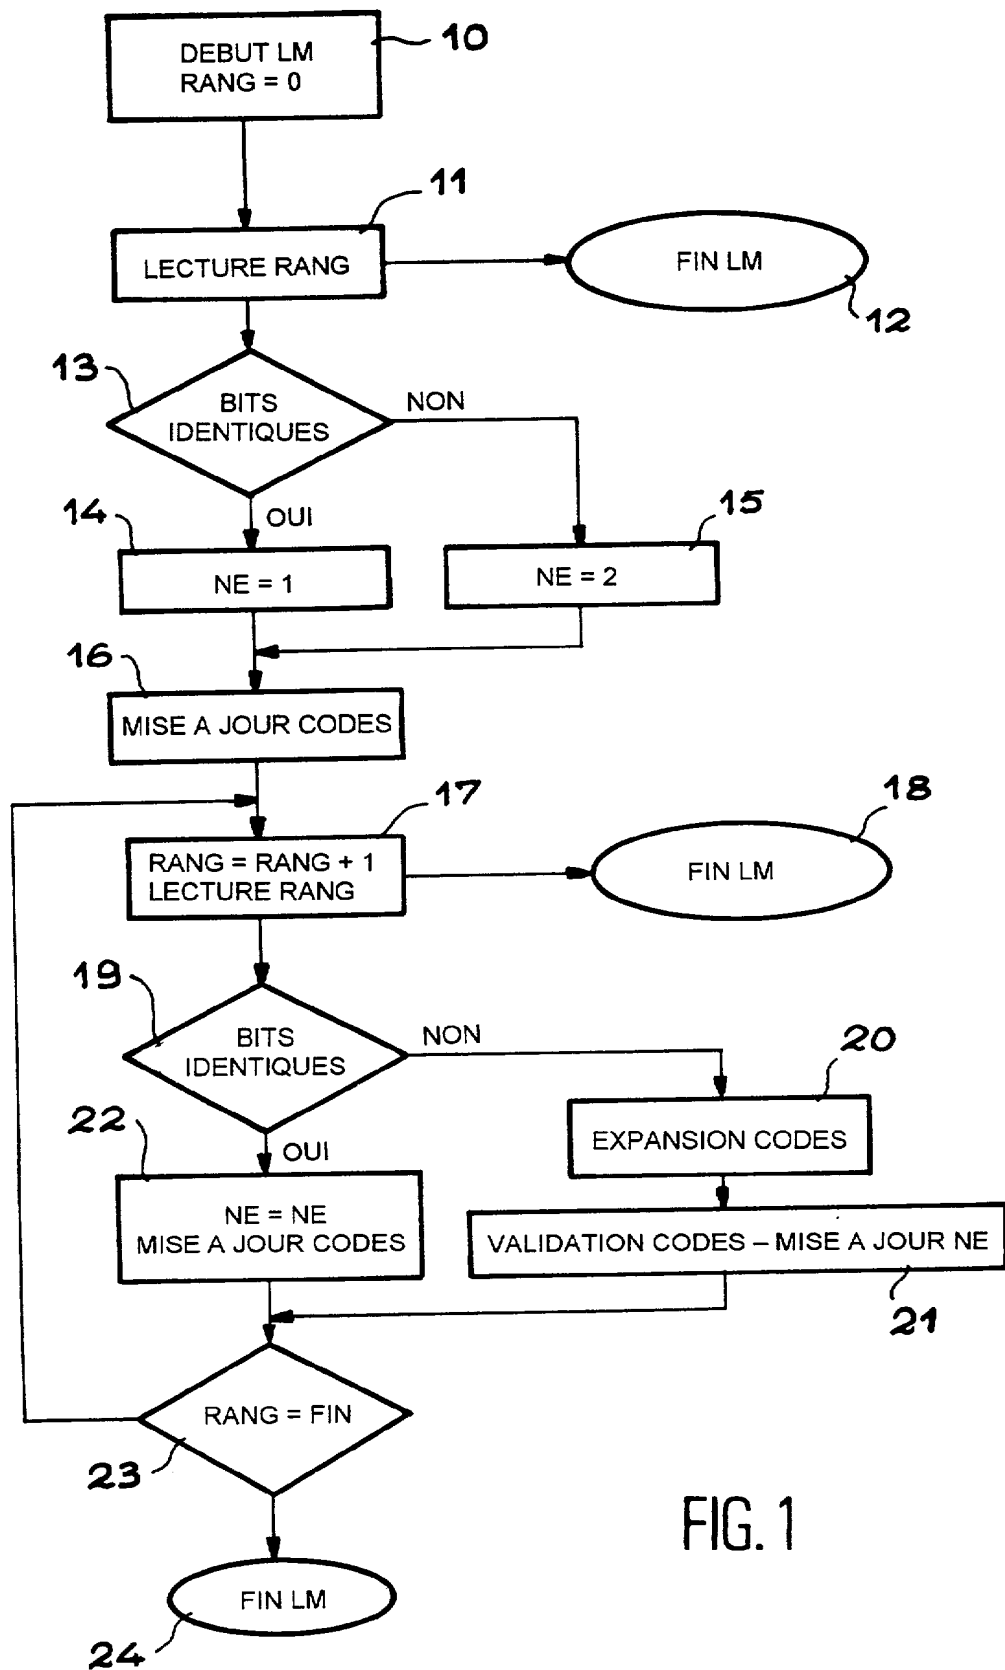 DEBUT LM
RANG = 0
10
11
LECTURE RANG
FIN LM
12
13
BITS
IDENTIQUES
NON
OUI
14
NE = 1
15
NE = 2
16
MISE A JOUR CODES
17
RANG = RANG + 1
LECTURE RANG
18
FIN LM
19
BITS
IDENTIQUES
NON
20
EXPANSION CODES
22
OUI
NE = NE
MISE A JOUR CODES
VALIDATION CODES – MISE A JOUR NE
21
RANG = FIN
23
FIN LM
24
FIG. 1